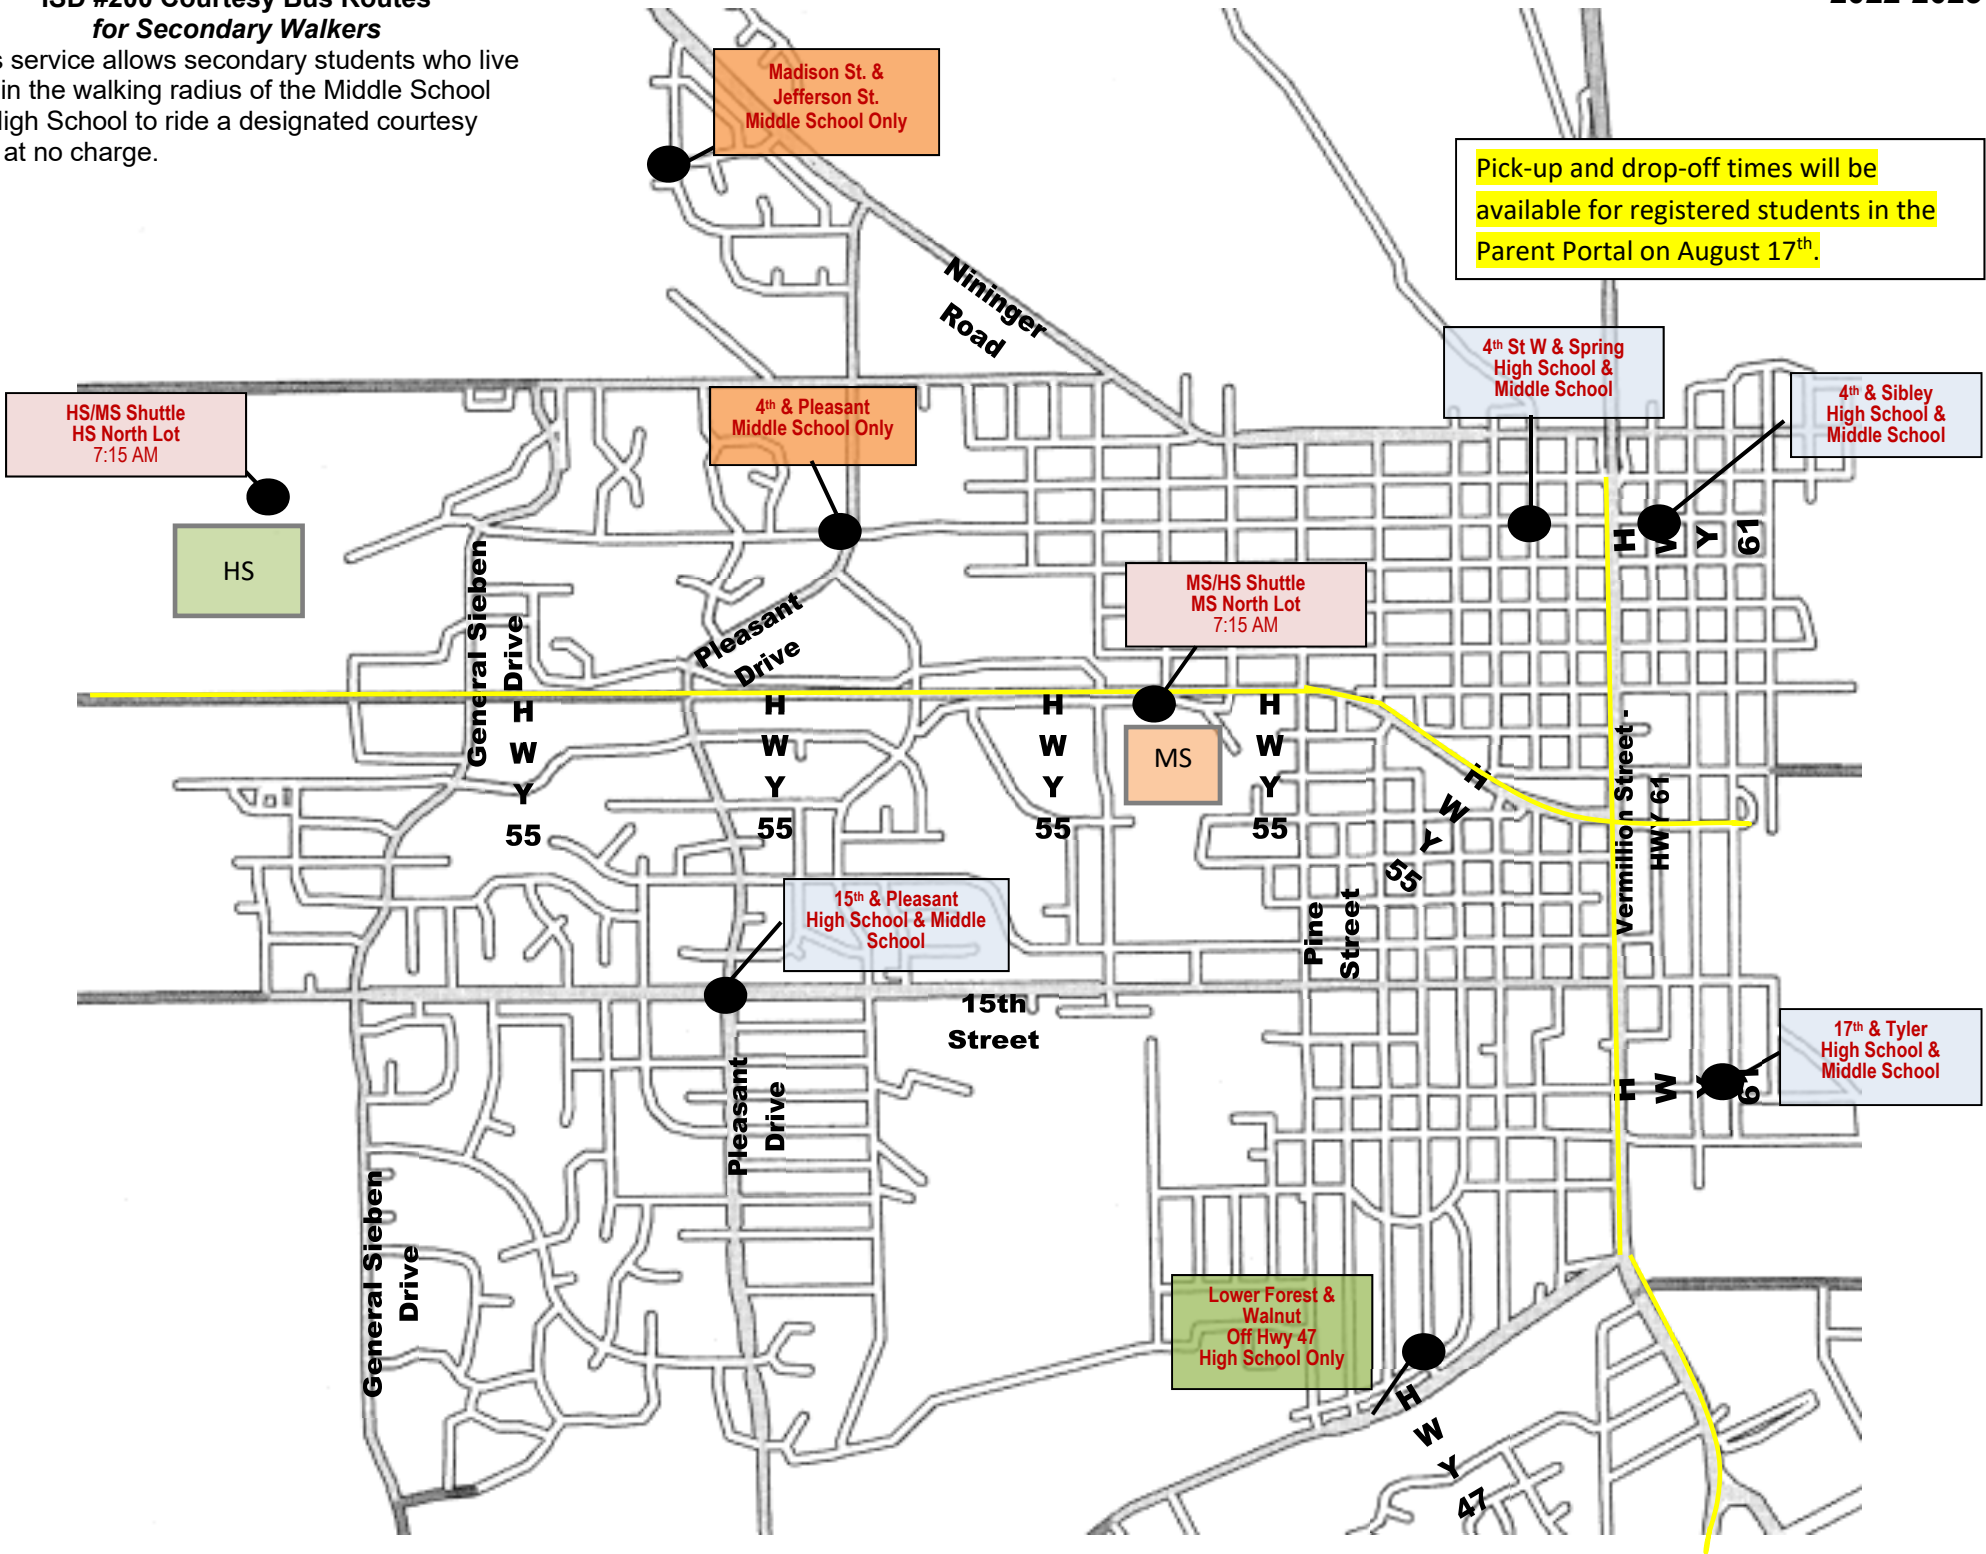 ISD #200 Courtesy Bus Routes
for Secondary Walkers
service allows secondary students who live
in the walking radius of the Middle School
High School to ride a designated courtesy
at no charge.
Madison St. &
Jefferson St.
Middle School Only
Pick-up and drop-off times will be
available for registered students in the
Parent Portal on August 17th.
Nininger
Road
4th St W & Spring
High School &
Middle School
4th & Sibley
High School &
Middle School
HS/MS Shuttle
HS North Lot
7:15 AM
4th & Pleasant
Middle School Only
HS
HWY 61
MS/HS Shuttle
MS North Lot
7:15 AM
General Sieben
Drive
Pleasant
Drive
HWY 55
HWY 55
HWY 55
HWY 55
MS
HWY 55
Vermillion Street -
HWY 61
15th & Pleasant
High School & Middle
School
Pine
Street
15th
Street
17th & Tyler
High School &
Middle School
HWY 61
Pleasant
Drive
General Sieben
Drive
Lower Forest &
Walnut
Off Hwy 47
High School Only
HWY 47